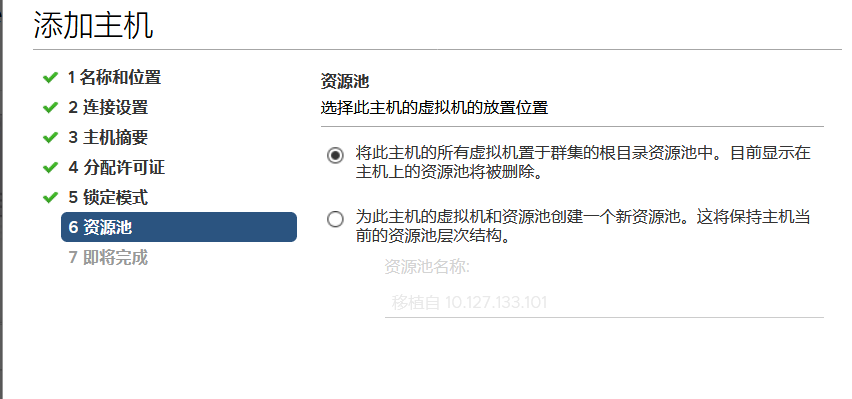 添加主机
1 名称和位置
2 连接设置
3 主机摘要
4 分配许可证
5 锁定模式
6 资源池
7 即将完成
资源池
选择此主机的虚拟机的放置位置
将此主机的所有虚拟机置于群集的根目录资源池中。目前显示在
主机上的资源池将被删除。
为此主机的虚拟机和资源池创建一个新资源池。这将保持主机当
前的资源池层次结构。
资源池名称:
移植自 10.127.133.101